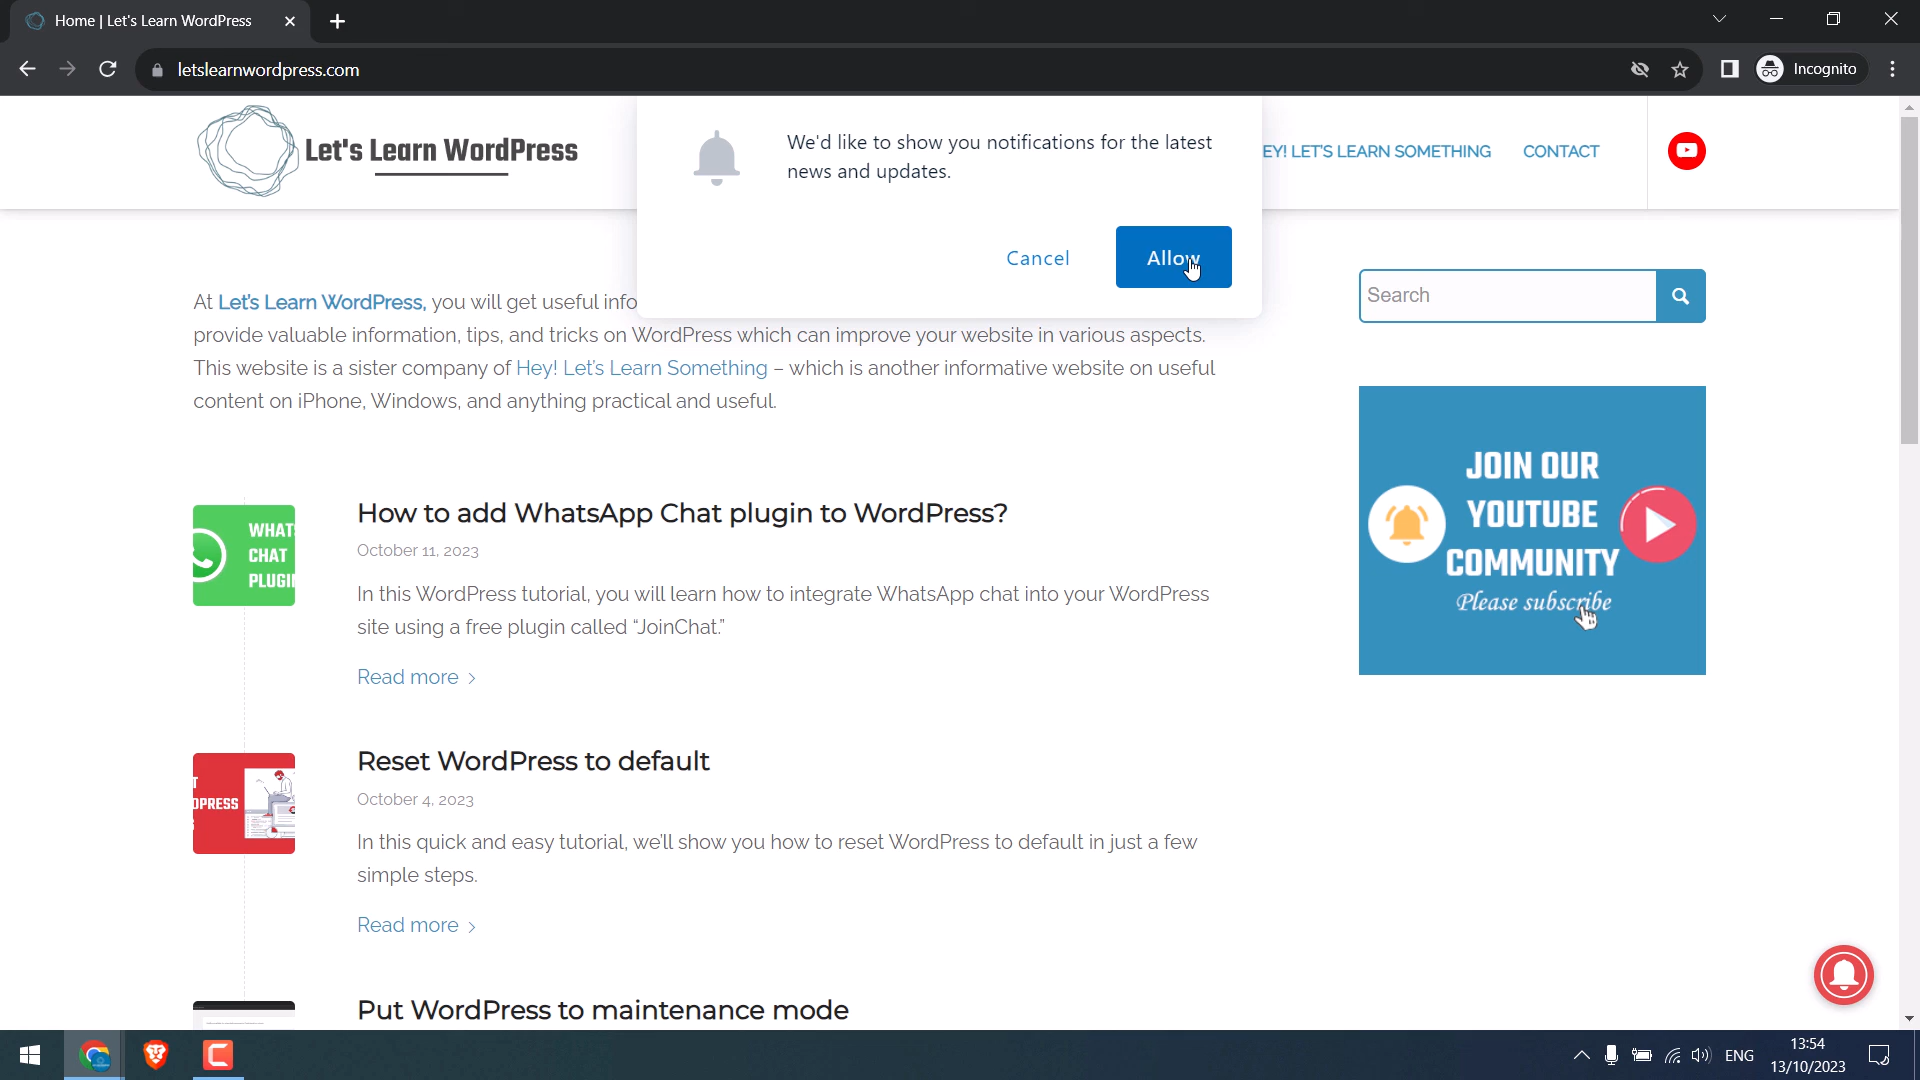 Home | Let's Learn WordPress
letslearnwordpress.com
Incognito
Let's Learn WordPress
We'd like to show you notifications for the latest
news and updates.
Cancel
Allow
EY! LET'S LEARN SOMETHING
CONTACT
At Let's Learn WordPress, you will get useful info
provide valuable information, tips, and tricks on WordPress which can improve your website in various aspects.
This website is a sister company of Hey! Let's Learn Something – which is another informative website on useful
content on iPhone, Windows, and anything practical and useful.
Search
JOIN OUR
YOUTUBE
COMMUNITY
Please subscribe
WHAT
CHAT
PLUGIN
How to add WhatsApp Chat plugin to WordPress?
October 11, 2023
In this WordPress tutorial, you will learn how to integrate WhatsApp chat into your WordPress
site using a free plugin called “JoinChat.”
Read more
DPRESS
Reset WordPress to default
October 4, 2023
In this quick and easy tutorial, we'll show you how to reset WordPress to default in just a few
simple steps.
Read more
Put WordPress to maintenance mode
ENG
13:54
13/10/2023